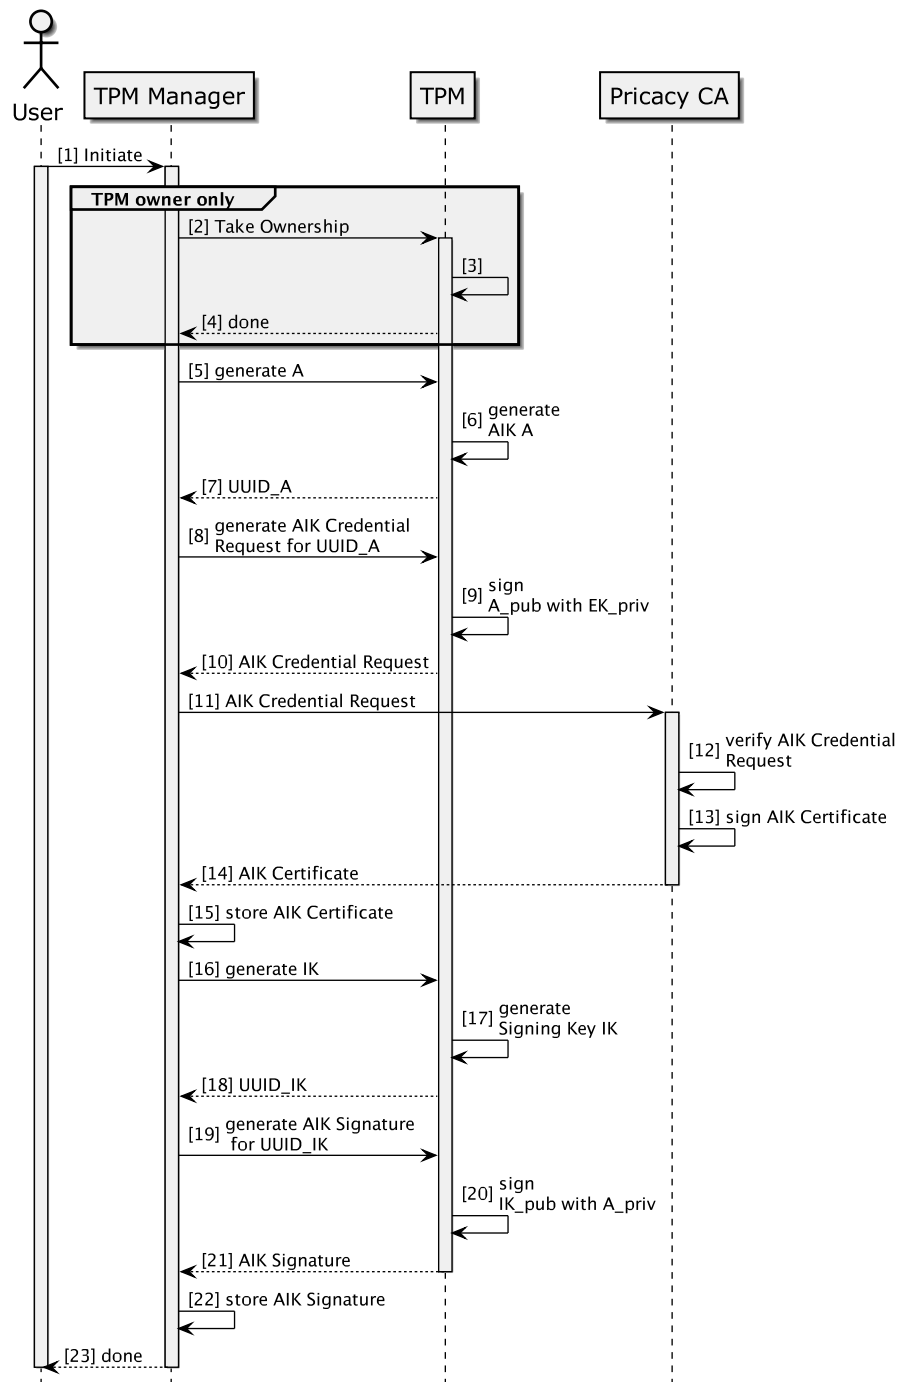 User
TPM Manager
TPM
Pricacy CA
[1] Initiate
TPM owner only
[2] Take Ownership
[3]
[4] done
[5] generate A
[6] generate
AIK A
[7] UUID_A
[8] generate AIK Credential
Request for UUID_A
[9] sign
A_pub with EK_priv
[10] AIK Credential Request
[11] AIK Credential Request
[12] verify AIK Credential
Request
[13] sign AIK Certificate
[14] AIK Certificate
[15] store AIK Certificate
[16] generate IK
[17] generate
Signing Key IK
[18] UUID_IK
[19] generate AIK Signature
for UUID_IK
[20] sign
IK_pub with A_priv
[21] AIK Signature
[22] store AIK Signature
[23] done